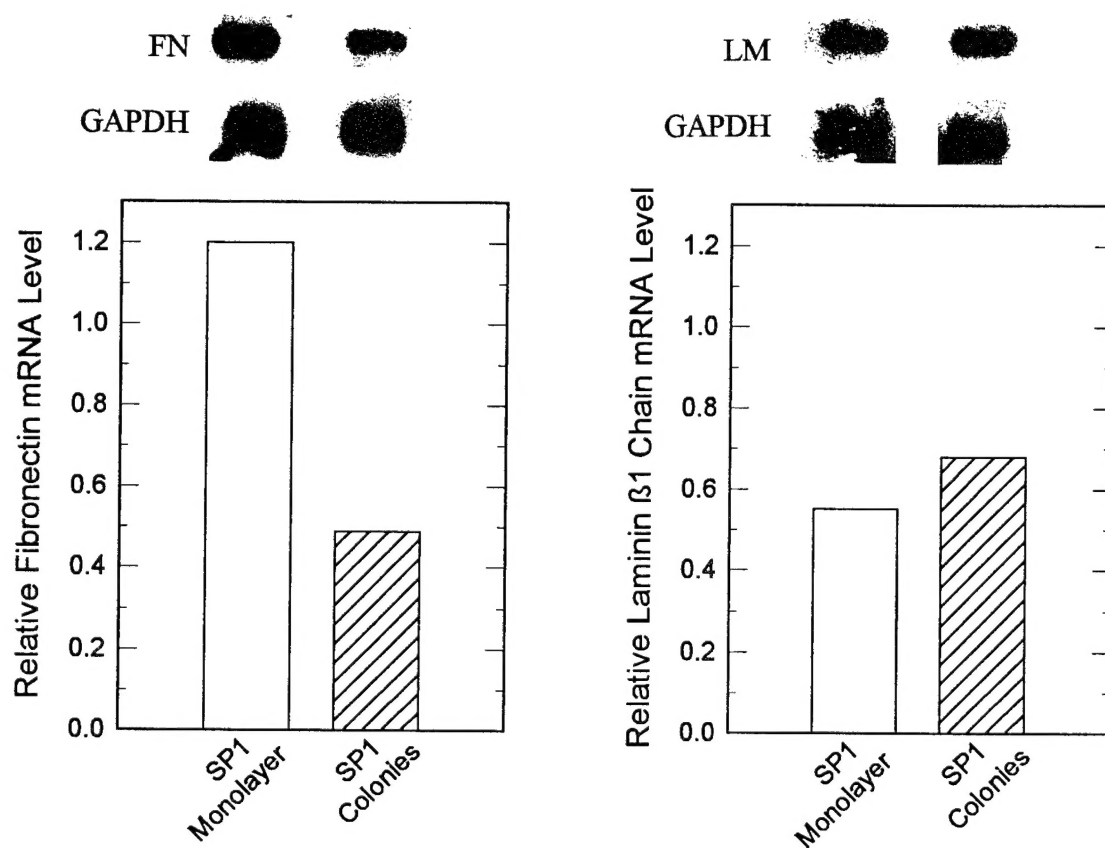 FN
GAPDH
Relative Fibronectin mRNA Level
1.2
1.0
0.8
0.6
0.4
0.2
0.0
SP1
Monolayer
SP1
Colonies
LM
GAPDH
Relative Laminin ß1 Chain mRNA Level
1.2
1.0
0.8
0.6
0.4
0.2
0.0
SP1
Monolayer
SP1
Colonies